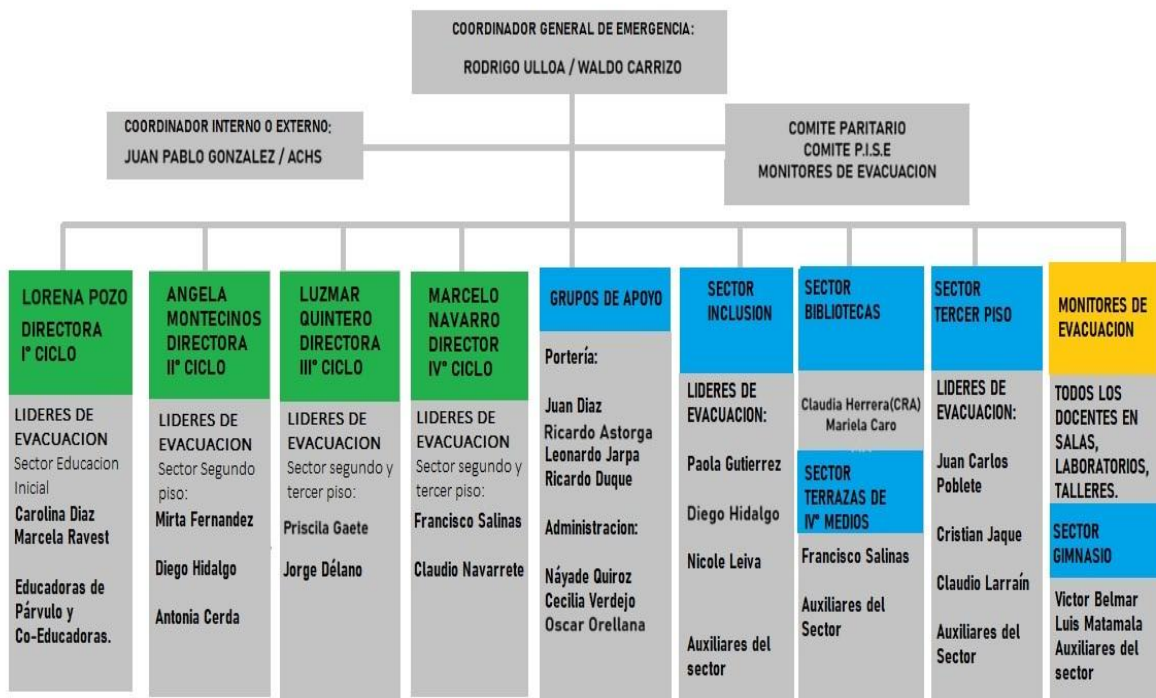 COORDINADOR GENERAL DE EMERGENCIA:
RODRIGO ULLOA / WALDO CARRIZO
COORDINADOR INTERNO O EXTERNO:
JUAN PABLO GONZALEZ / ACHS
COMITE PARITARIO
COMITE P.I.S.E
MONITORES DE EVACUACION
LORENA POZO
DIRECTORA
I° CICLO
LIDERES DE
EVACUACION
Sector Educacion
Inicial
Carolina Diaz
Marcela Ravest
Educadoras de
Párvulo y
Co-Educadoras.
ANGELA
MONTECINOS
DIRECTORA
II° CICLO
LIDERES DE
EVACUACION
Sector Segundo
piso:
Mirta Fernandez
Diego Hidalgo
Antonia Cerda
LUZMAR
QUINTERO
DIRECTORA
III° CICLO
LIDERES DE
EVACUACION
Sector segundo y
tercer piso:
Priscila Gaete
Jorge Délano
MARCELO
NAVARRO
DIRECTOR
IV° CICLO
LIDERES DE
EVACUACION
Sector segundo y
tercer piso:
Francisco Salinas
Claudio Navarrete
GRUPOS DE APOYO
Portería:
Juan Diaz
Ricardo Astorga
Leonardo Jarpa
Ricardo Duque
Administracion:
Náyade Quiroz
Cecilia Verdejo
Oscar Orellana
SECTOR
INCLUSION
LIDERES DE
EVACUACION:
Paola Gutierrez
Diego Hidalgo
Nicole Leiva
Auxiliares del
sector
SECTOR
BIBLIOTECAS
Claudia Herrera(CRA)
Mariela Caro
SECTOR
TERRAZAS DE
IV° MEDIOS
Francisco Salinas
Auxiliares del
Sector
SECTOR
TERCER PISO
LIDERES DE
EVACUACION:
Juan Carlos
Poblete
Cristian Jaque
Claudio Larraín
Auxiliares del
Sector
MONITORES DE
EVACUACION
TODOS LOS
DOCENTES EN
SALAS,
LABORATORIOS,
TALLERES.
SECTOR
GIMNASIO
Victor Belmar
Luis Matamala
Auxiliares del
sector